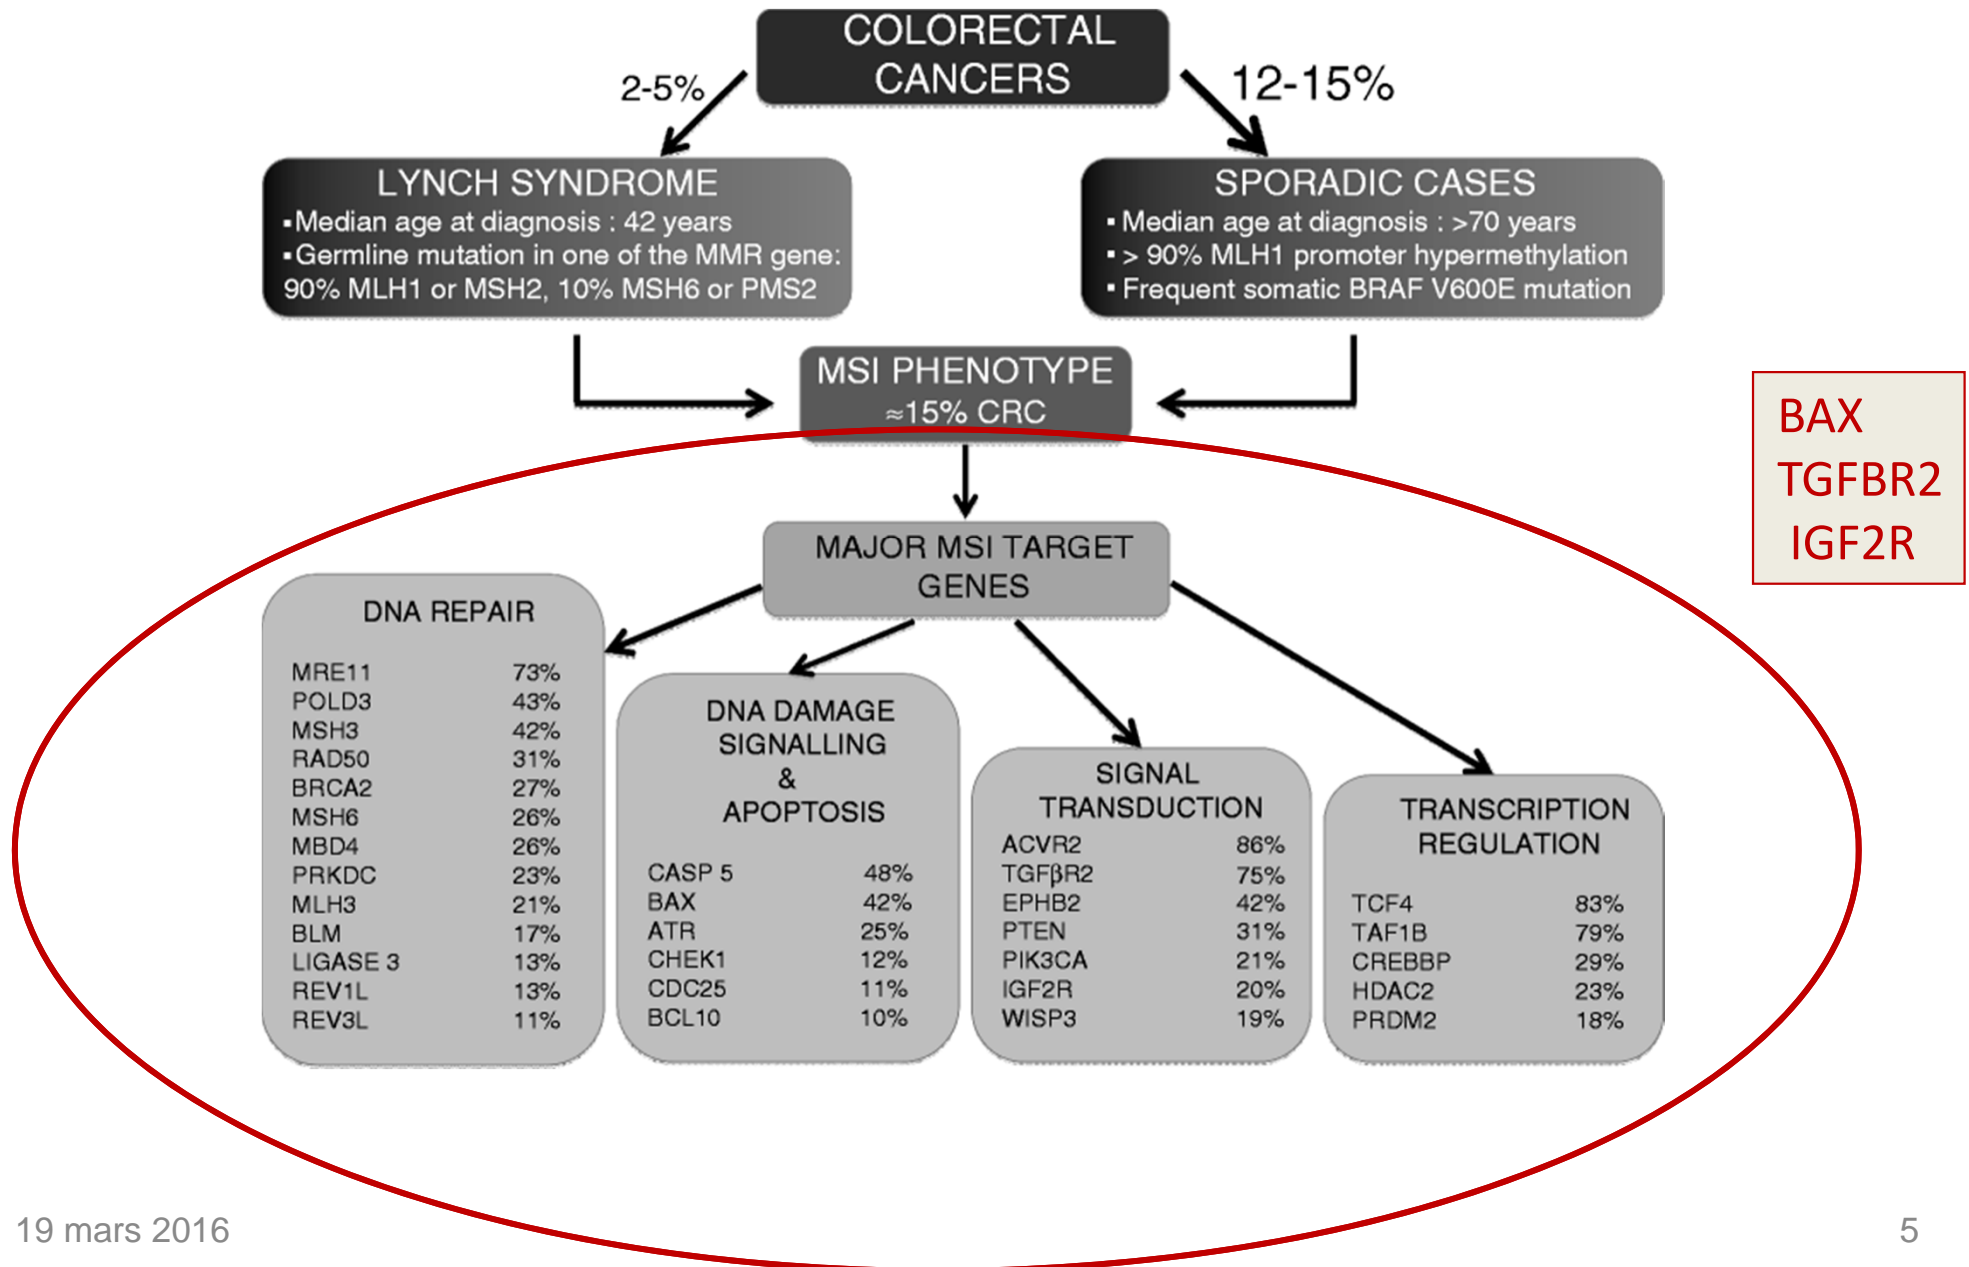 COLORECTAL
CANCERS
2-5%
12-15%
LYNCH SYNDROME
▪Median age at diagnosis : 42 years
▪Germline mutation in one of the MMR gene:
90% MLH1 or MSH2, 10% MSH6 or PMS2
SPORADIC CASES
▪ Median age at diagnosis : >70 years
▪ > 90% MLH1 promoter hypermethylation
▪ Frequent somatic BRAF V600E mutation
MSI PHENOTYPE
≈15% CRC
BAX
TGFBR2
IGF2R
MAJOR MSI TARGET
GENES
DNA REPAIR
MRE11 73%
POLD3 43%
MSH3 42%
RAD50 31%
BRCA2 27%
MSH6 26%
MBD4 26%
PRKDC 23%
MLH3 21%
BLM 17%
LIGASE 3 13%
REV1L 13%
REV3L 11%
DNA DAMAGE
SIGNALLING
&
APOPTOSIS
CASP 5 48%
BAX 42%
ATR 25%
CHEK1 12%
CDC25 11%
BCL10 10%
SIGNAL
TRANSDUCTION
ACVR2 86%
TGFβR2 75%
EPHB2 42%
PTEN 31%
PIK3CA 21%
IGF2R 20%
WISP3 19%
TRANSCRIPTION
REGULATION
TCF4 83%
TAF1B 79%
CREBBP 29%
HDAC2 23%
PRDM2 18%
19 mars 2016
5